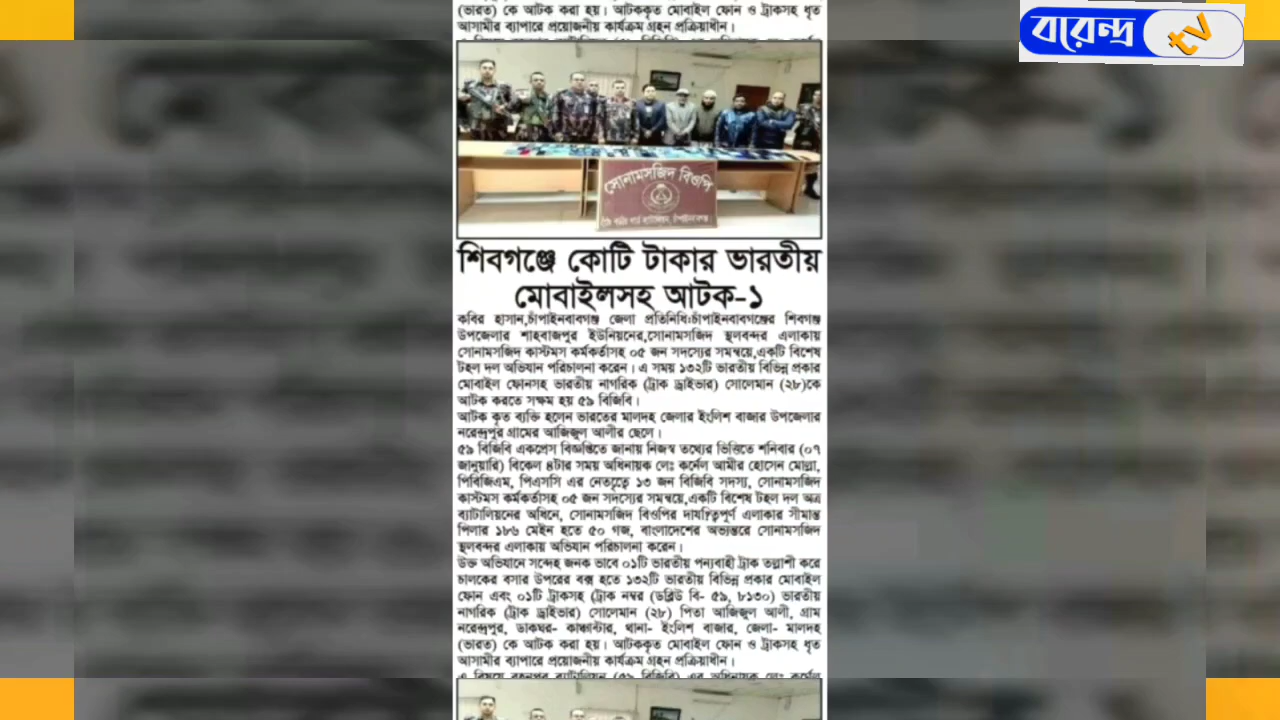 (ভারত) কে আটক করা হয়। আটককৃত মোবাইল ফোন ও ট্রাকসহ ধৃত
আসামীর ব্যাপারে প্রয়োজনীয় কার্যক্রম গ্রহন প্রক্রিয়াধীন।
বরেন্দ্র tv
সোনামসজিদ বিওপি
শিবগঞ্জে কোটি টাকার ভারতীয়
মোবাইলসহ আটক-১
কবির হাসান,চাঁপাইনবাবগঞ্জ জেলা প্রতিনিধি:চাঁপাইনবাবগঞ্জের শিবগঞ্জ
উপজেলার শাহবাজপুর ইউনিয়নের,সোনামসজিদ স্থলবন্দর এলাকায়
সোনামসজিদ কাস্টমস কর্মকর্তাসহ ০৫ জন সদস্যের সমন্বয়ে,একটি বিশেষ
টহল দল অভিযান পরিচালনা করেন। এ সময় ১৩২টি ভারতীয় বিভিন্ন প্রকার
মোবাইল ফোনসহ ভারতীয় নাগরিক (ট্রাক ড্রাইভার) সোলেমান (২৮)কে
আটক করতে সক্ষম হয় ৫৯ বিজিবি।
আটক কৃত ব্যক্তি হলেন ভারতের মালদহ জেলার ইংলিশ বাজার উপজেলার
নরেন্দ্রপুর গ্রামের আজিজুল আলীর ছেলে।
৫৯ বিজিবি একপ্রেস বিজ্ঞপ্তিতে জানায় নিজস্ব তথ্যের ভিত্তিতে শনিবার (০৭
জানুয়ারি) বিকেল ৪টার সময় অধিনায়ক লেঃ কর্নেল আমীর হোসেন মোল্লা,
পিবিজিএম, পিএসসি এর নেতৃত্বে ১৩ জন বিজিবি সদস্য, সোনামসজিদ
কাস্টমস কর্মকর্তাসহ ০৫ জন সদস্যের সমন্বয়ে,একটি বিশেষ টহল দল অত্র
ব্যাটালিয়নের অধিনে, সোনামসজিদ বিওপির দায়ত্বিপূর্ণ এলাকার সীমান্ত
পিলার ১৮৬ মেইন হতে ৫০ গজ, বাংলাদেশের অভ্যন্তরে সোনামসজিদ
স্থলবন্দর এলাকায় অভিযান পরিচালনা করেন।
উক্ত অভিযানে সন্দেহ জনক ভাবে ০১টি ভারতীয় পন্যবাহী ট্রাক তল্লাশী করে
চালকের বসার উপরের বক্স হতে ১৩২টি ভারতীয় বিভিন্ন প্রকার মোবাইল
ফোন এবং ০১টি ট্রাকসহ (ট্রাক নম্বর (ডব্লিউ বি- ৫৯, ৮১৩০) ভারতীয়
নাগরিক (ট্রাক ড্রাইভার) সোলেমান (২৮) পিতা আজিজুল আলী, গ্রাম
নরেন্দ্রপুর, ডাকঘর- কাঞ্চান্টার, থানা- ইংলিশ বাজার, জেলা- মালদহ
(ভারত) কে আটক করা হয়। আটককৃত মোবাইল ফোন ও ট্রাকসহ ধৃত
আসামীর ব্যাপারে প্রয়োজনীয় কার্যক্রম গ্রহন প্রক্রিয়াধীন।